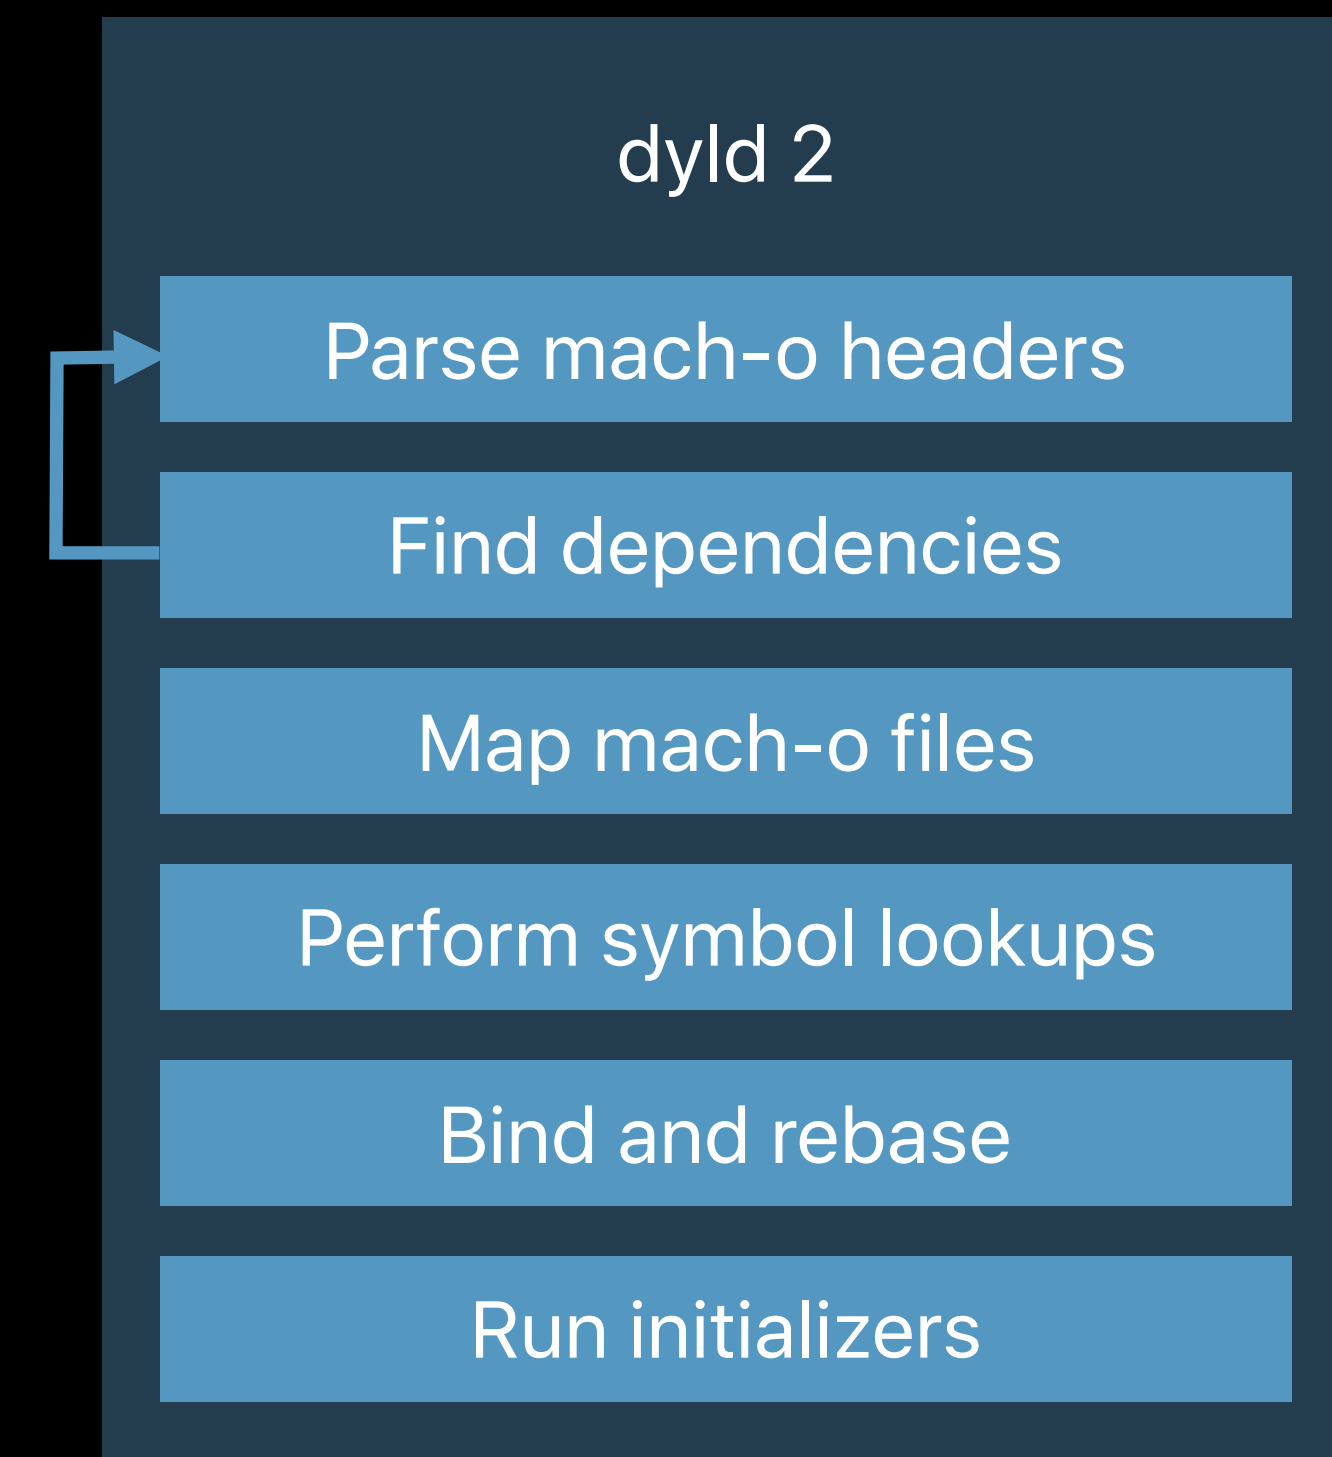 dyld 2
Parse mach-o headers
Find dependencies
Map mach-o files
Perform symbol lookups
Bind and rebase
Run initializers